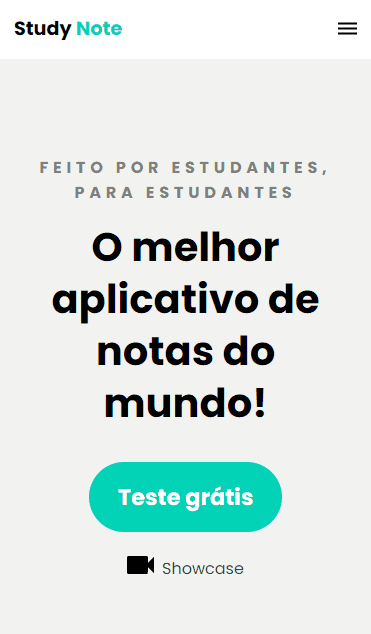 Study Note
FEITO POR ESTUDANTES,
PARA ESTUDANTES
O melhor
aplicativo de
notas do
mundo!
Teste grátis
Showcase